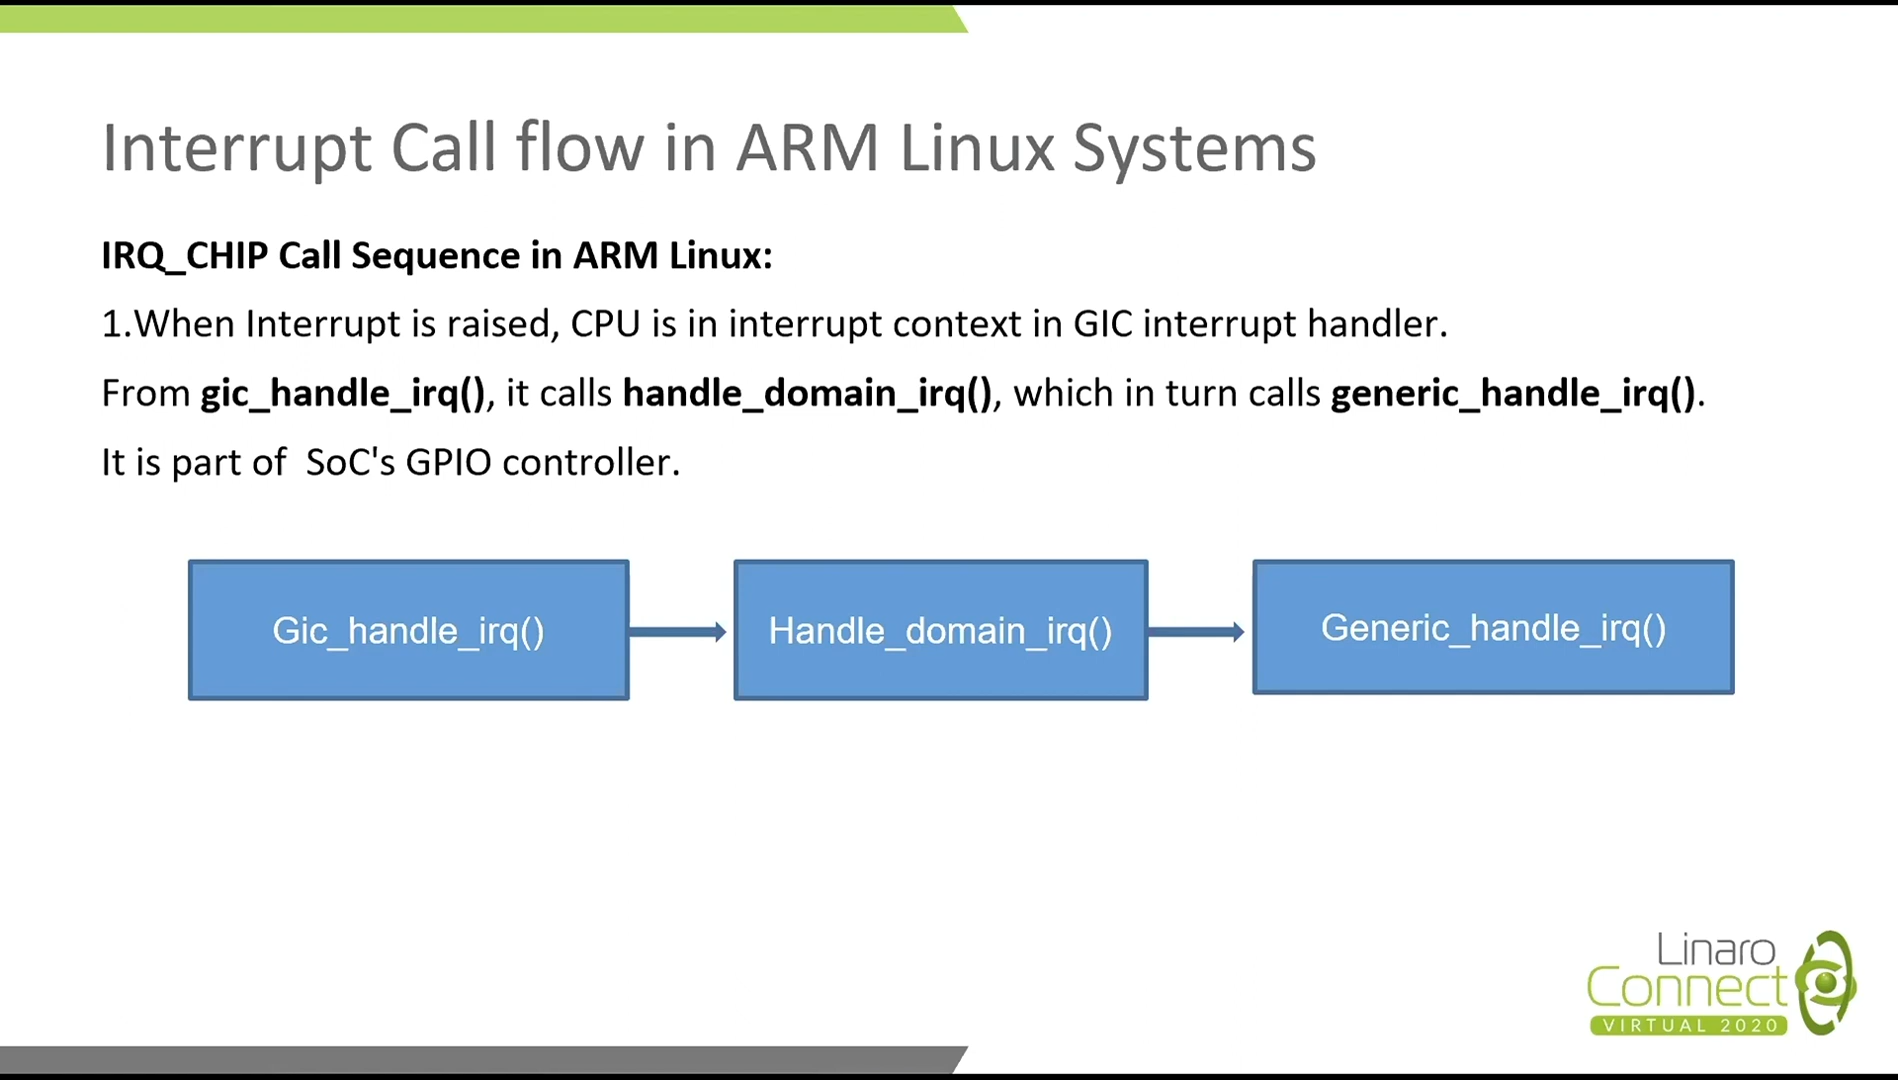 Interrupt Call flow in ARM Linux Systems
IRQ_CHIP Call Sequence in ARM Linux:
1.When Interrupt is raised, CPU is in interrupt context in GIC interrupt handler.
From gic_handle_irq(), it calls handle_domain_irq(), which in turn calls generic_handle_irq().
It is part of  SoC's GPIO controller.
Gic_handle_irq()
Handle_domain_irq()
Generic_handle_irq()
Linaro
Connect
VIRTUAL 2020